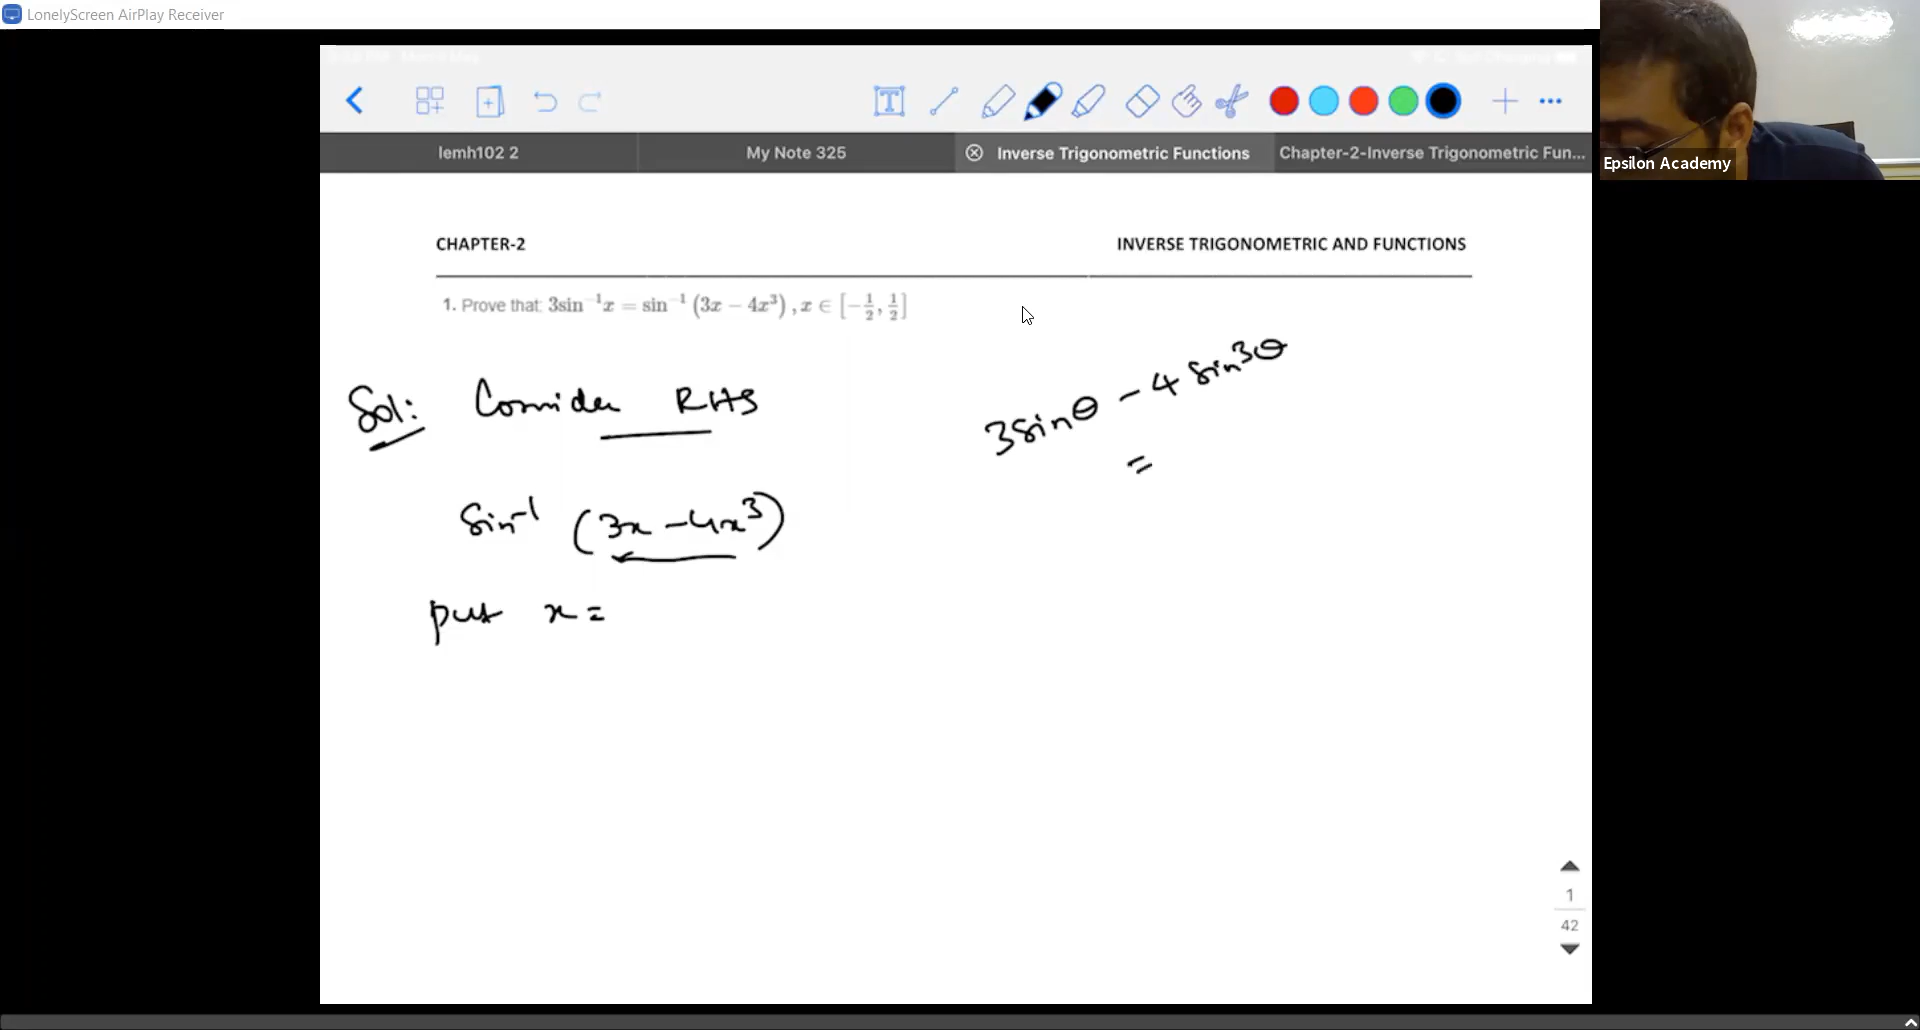 LonelyScreen AirPlay Receiver
lemh102 2
My Note 325
Inverse Trigonometric Functions
Chapter-2-Inverse Trigonometric Fun...
Epsilon Academy
CHAPTER-2
INVERSE TRIGONOMETRIC AND FUNCTIONS
1. Prove that: 3sin⁻¹x = sin⁻¹ (3x − 4x³), x ∈ [−1/2, 1/2]
Sol: Consider RHS
3sinθ − 4sin³θ
=
Sin⁻¹ (3x − 4x³)
put x =
1
42